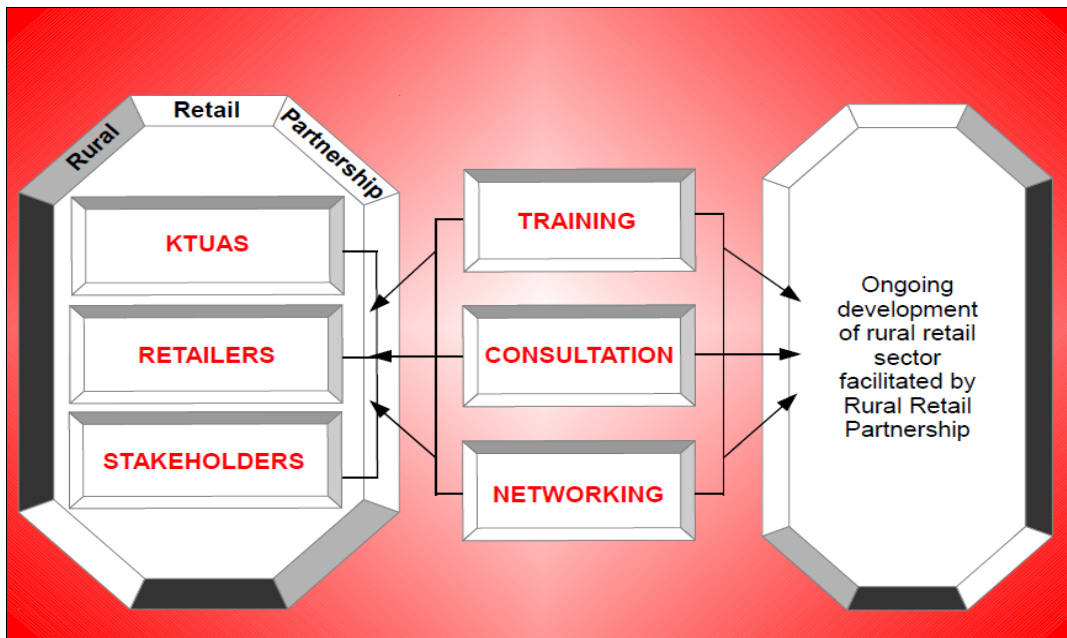 Rural
Retail
Partnership
KTUAS
RETAILERS
STAKEHOLDERS
TRAINING
CONSULTATION
NETWORKING
Ongoing
development
of rural retail
sector
facilitated by
Rural Retail
Partnership